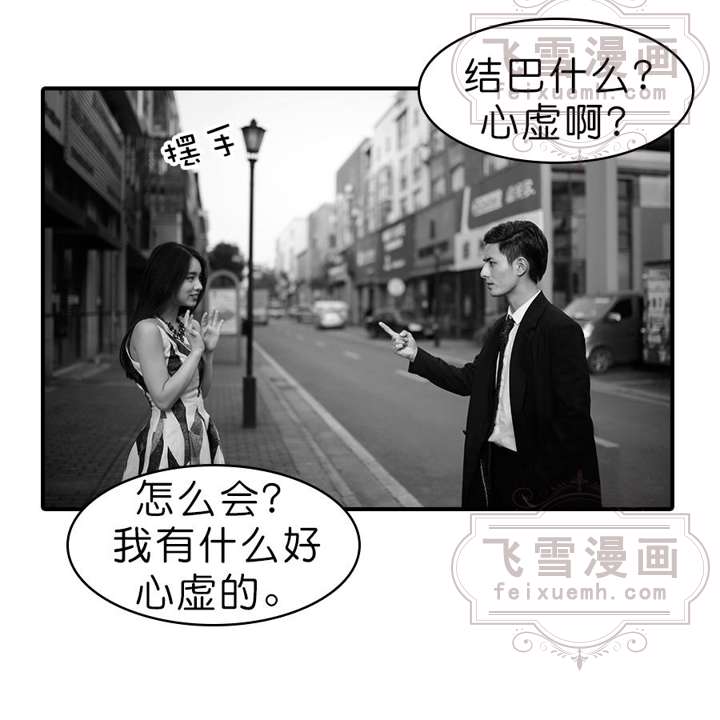 飞雪漫画
feixuemh.com
结巴什么?
心虚啊?
摆手
怎么会?
我有什么好
心虚的。
飞雪漫画
feixuemh.com